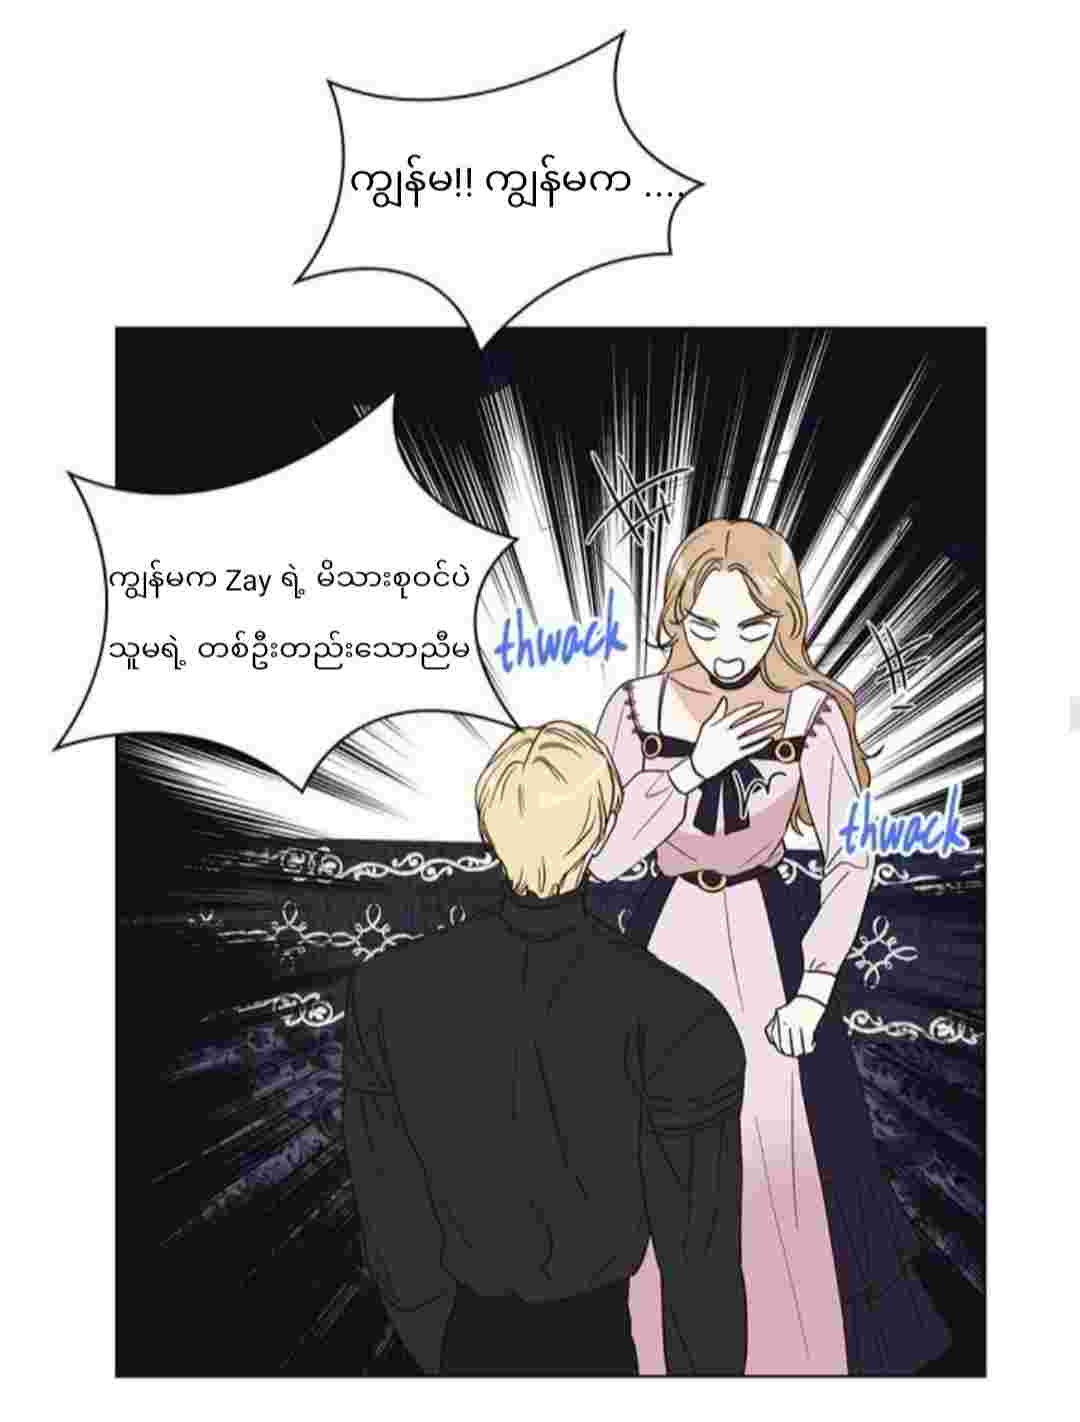 ကျွန်မ!! ကျွန်မက ....
ကျွန်မက Zay ရဲ့ မိသားစုဝင်ပဲ
သူမရဲ့ တစ်ဦးတည်းသောညီမ
thwack
thwack